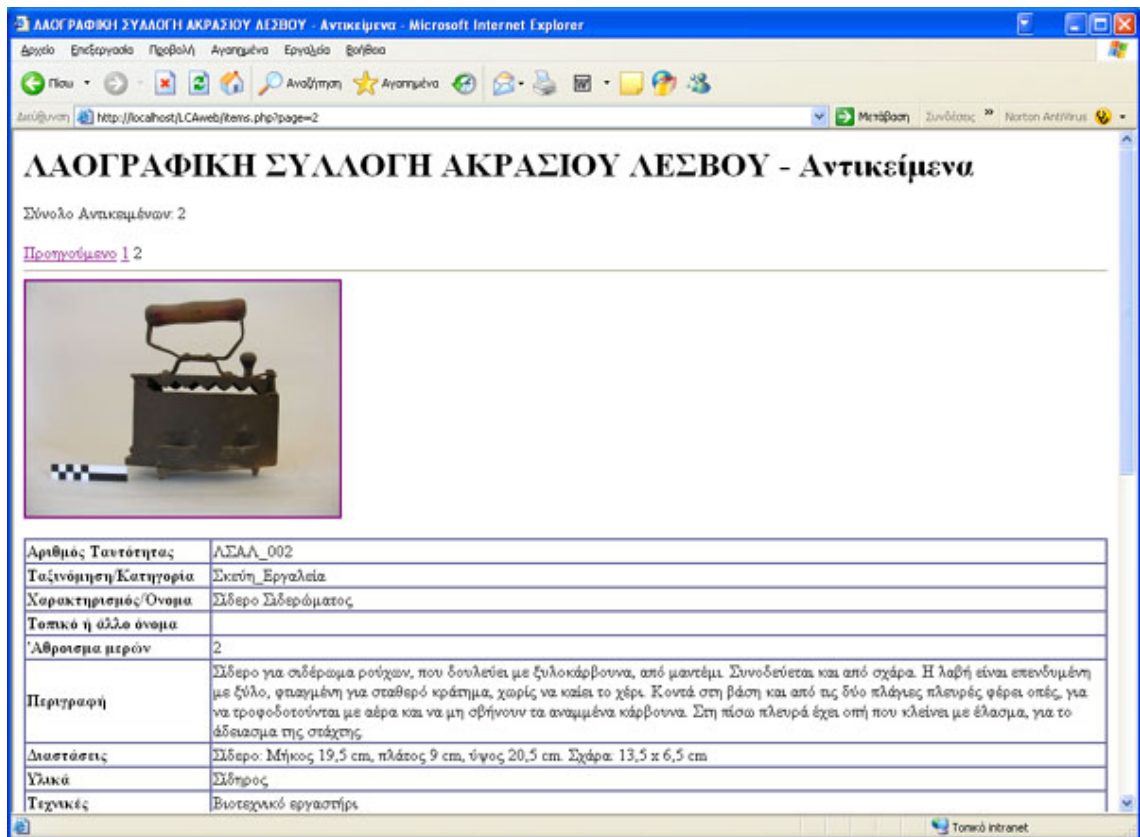 ΛΑΟΓΡΑΦΙΚΗ ΣΥΛΛΟΓΗ ΑΚΡΑΣΙΟΥ ΛΕΣΒΟΥ - Αντικείμενα - Microsoft Internet Explorer
Αρχείο Επεξεργασία Προβολή Αγαπημένα Εργαλεία Βοήθεια
Πίσω Αναζήτηση Αγαπημένα
Διεύθυνση http://localhost/LCAweb/items.php?page=2 Μετάβαση Συνδέσεις » Norton AntiVirus
ΛΑΟΓΡΑΦΙΚΗ ΣΥΛΛΟΓΗ ΑΚΡΑΣΙΟΥ ΛΕΣΒΟΥ - Αντικείμενα
Σύνολο Αντικειμένων: 2
Προηγούμενο 1 2
Αριθμός Ταυτότητας ΛΣΑΛ_002
Ταξινόμηση/Κατηγορία Σκεύη_Εργαλεία
Χαρακτηρισμός/Όνομα Σίδερο Σιδερώματος
Τοπικό ή άλλο όνομα
Άθροισμα μερών 2
Περιγραφή Σίδερο για σιδέρωμα ρούχων, που δουλεύει με ξυλοκάρβουνα, από μαντέμι. Συνοδεύεται και από σχάρα. Η λαβή είναι επενδυμένη
με ξύλο, φτιαγμένη για σταθερό κράτημα, χωρίς να καίει το χέρι. Κοντά στη βάση και από τις δύο πλάγιες πλευρές φέρει οπές, για
να τροφοδοτούνται με αέρα και να μη σβήνουν τα αναμμένα κάρβουνα. Στη πίσω πλευρά έχει οπή που κλείνει με έλασμα, για το
άδειασμα της στάχτης.
Διαστάσεις Σίδερο: Μήκος 19,5 cm, πλάτος 9 cm, ύψος 20,5 cm. Σχάρα: 13,5 x 6,5 cm
Υλικά Σίδηρος
Τεχνικές Βιοτεχνικό εργαστήρι
Τοπικό intranet